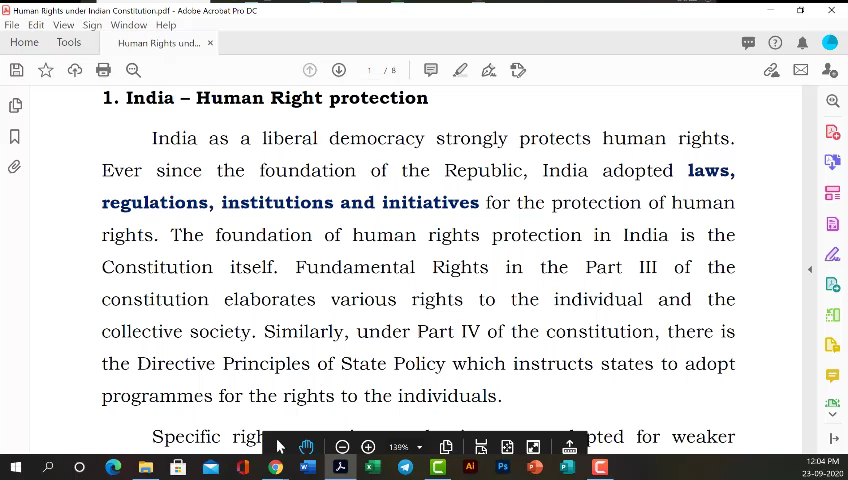 Human Rights under Indian Constitution.pdf - Adobe Acrobat Pro DC
File Edit View Sign Window Help
Home Tools Human Rights und... ×
1 / 8
1. India – Human Right protection
India as a liberal democracy strongly protects human rights.
Ever since the foundation of the Republic, India adopted laws,
regulations, institutions and initiatives for the protection of human
rights. The foundation of human rights protection in India is the
Constitution itself. Fundamental Rights in the Part III of the
constitution elaborates various rights to the individual and the
collective society. Similarly, under Part IV of the constitution, there is
the Directive Principles of State Policy which instructs states to adopt
programmes for the rights to the individuals.
Specific for weaker
139%
12:04 PM
23-09-2020